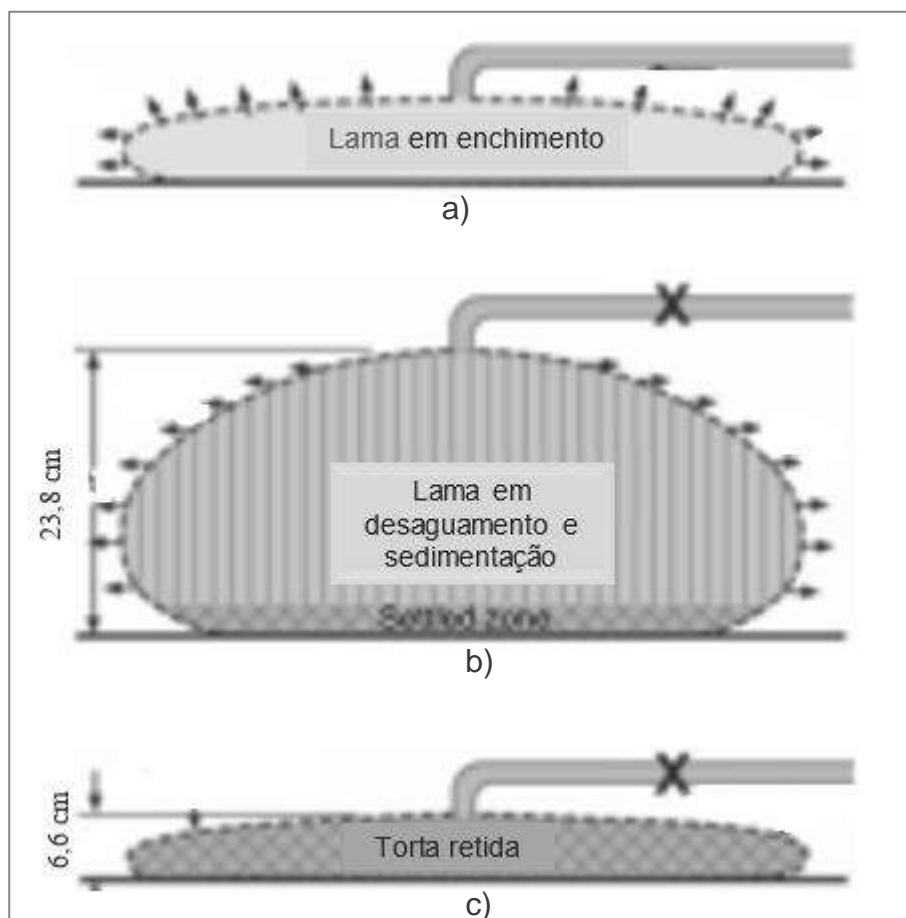 Lama em enchimento
a)
23,8 cm
Lama em
desaguamento e
sedimentação
Settled zone
b)
6,6 cm
Torta retida
c)